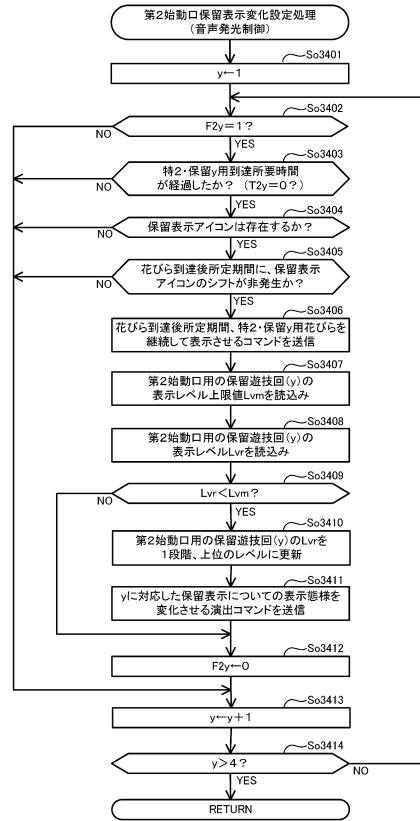 第2始動口保留表示変化設定処理
(音声発光制御)
So3401
y←1
So3402
F2y=1?
NO
YES
So3403
特2・保留y用到達所要時間
が経過したか? (T2y=0?)
NO
YES
So3404
保留表示アイコンは存在するか?
NO
YES
So3405
花びら到達後所定期間に、保留表示
アイコンのシフトが非発生か?
NO
YES
So3406
花びら到達後所定期間、特2・保留y用花びらを
継続して表示させるコマンドを送信
So3407
第2始動口用の保留遊技回(y)の
表示レベル上限値Lvmを読込み
So3408
第2始動口用の保留遊技回(y)の
表示レベルLvrを読込み
So3409
Lvr<Lvm?
NO
YES
So3410
第2始動口用の保留遊技回(y)のLvrを
1段階、上位のレベルに更新
So3411
yに対応した保留表示についての表示態様を
変化させる演出コマンドを送信
So3412
F2y←0
So3413
y←y+1
So3414
y>4?
NO
YES
RETURN